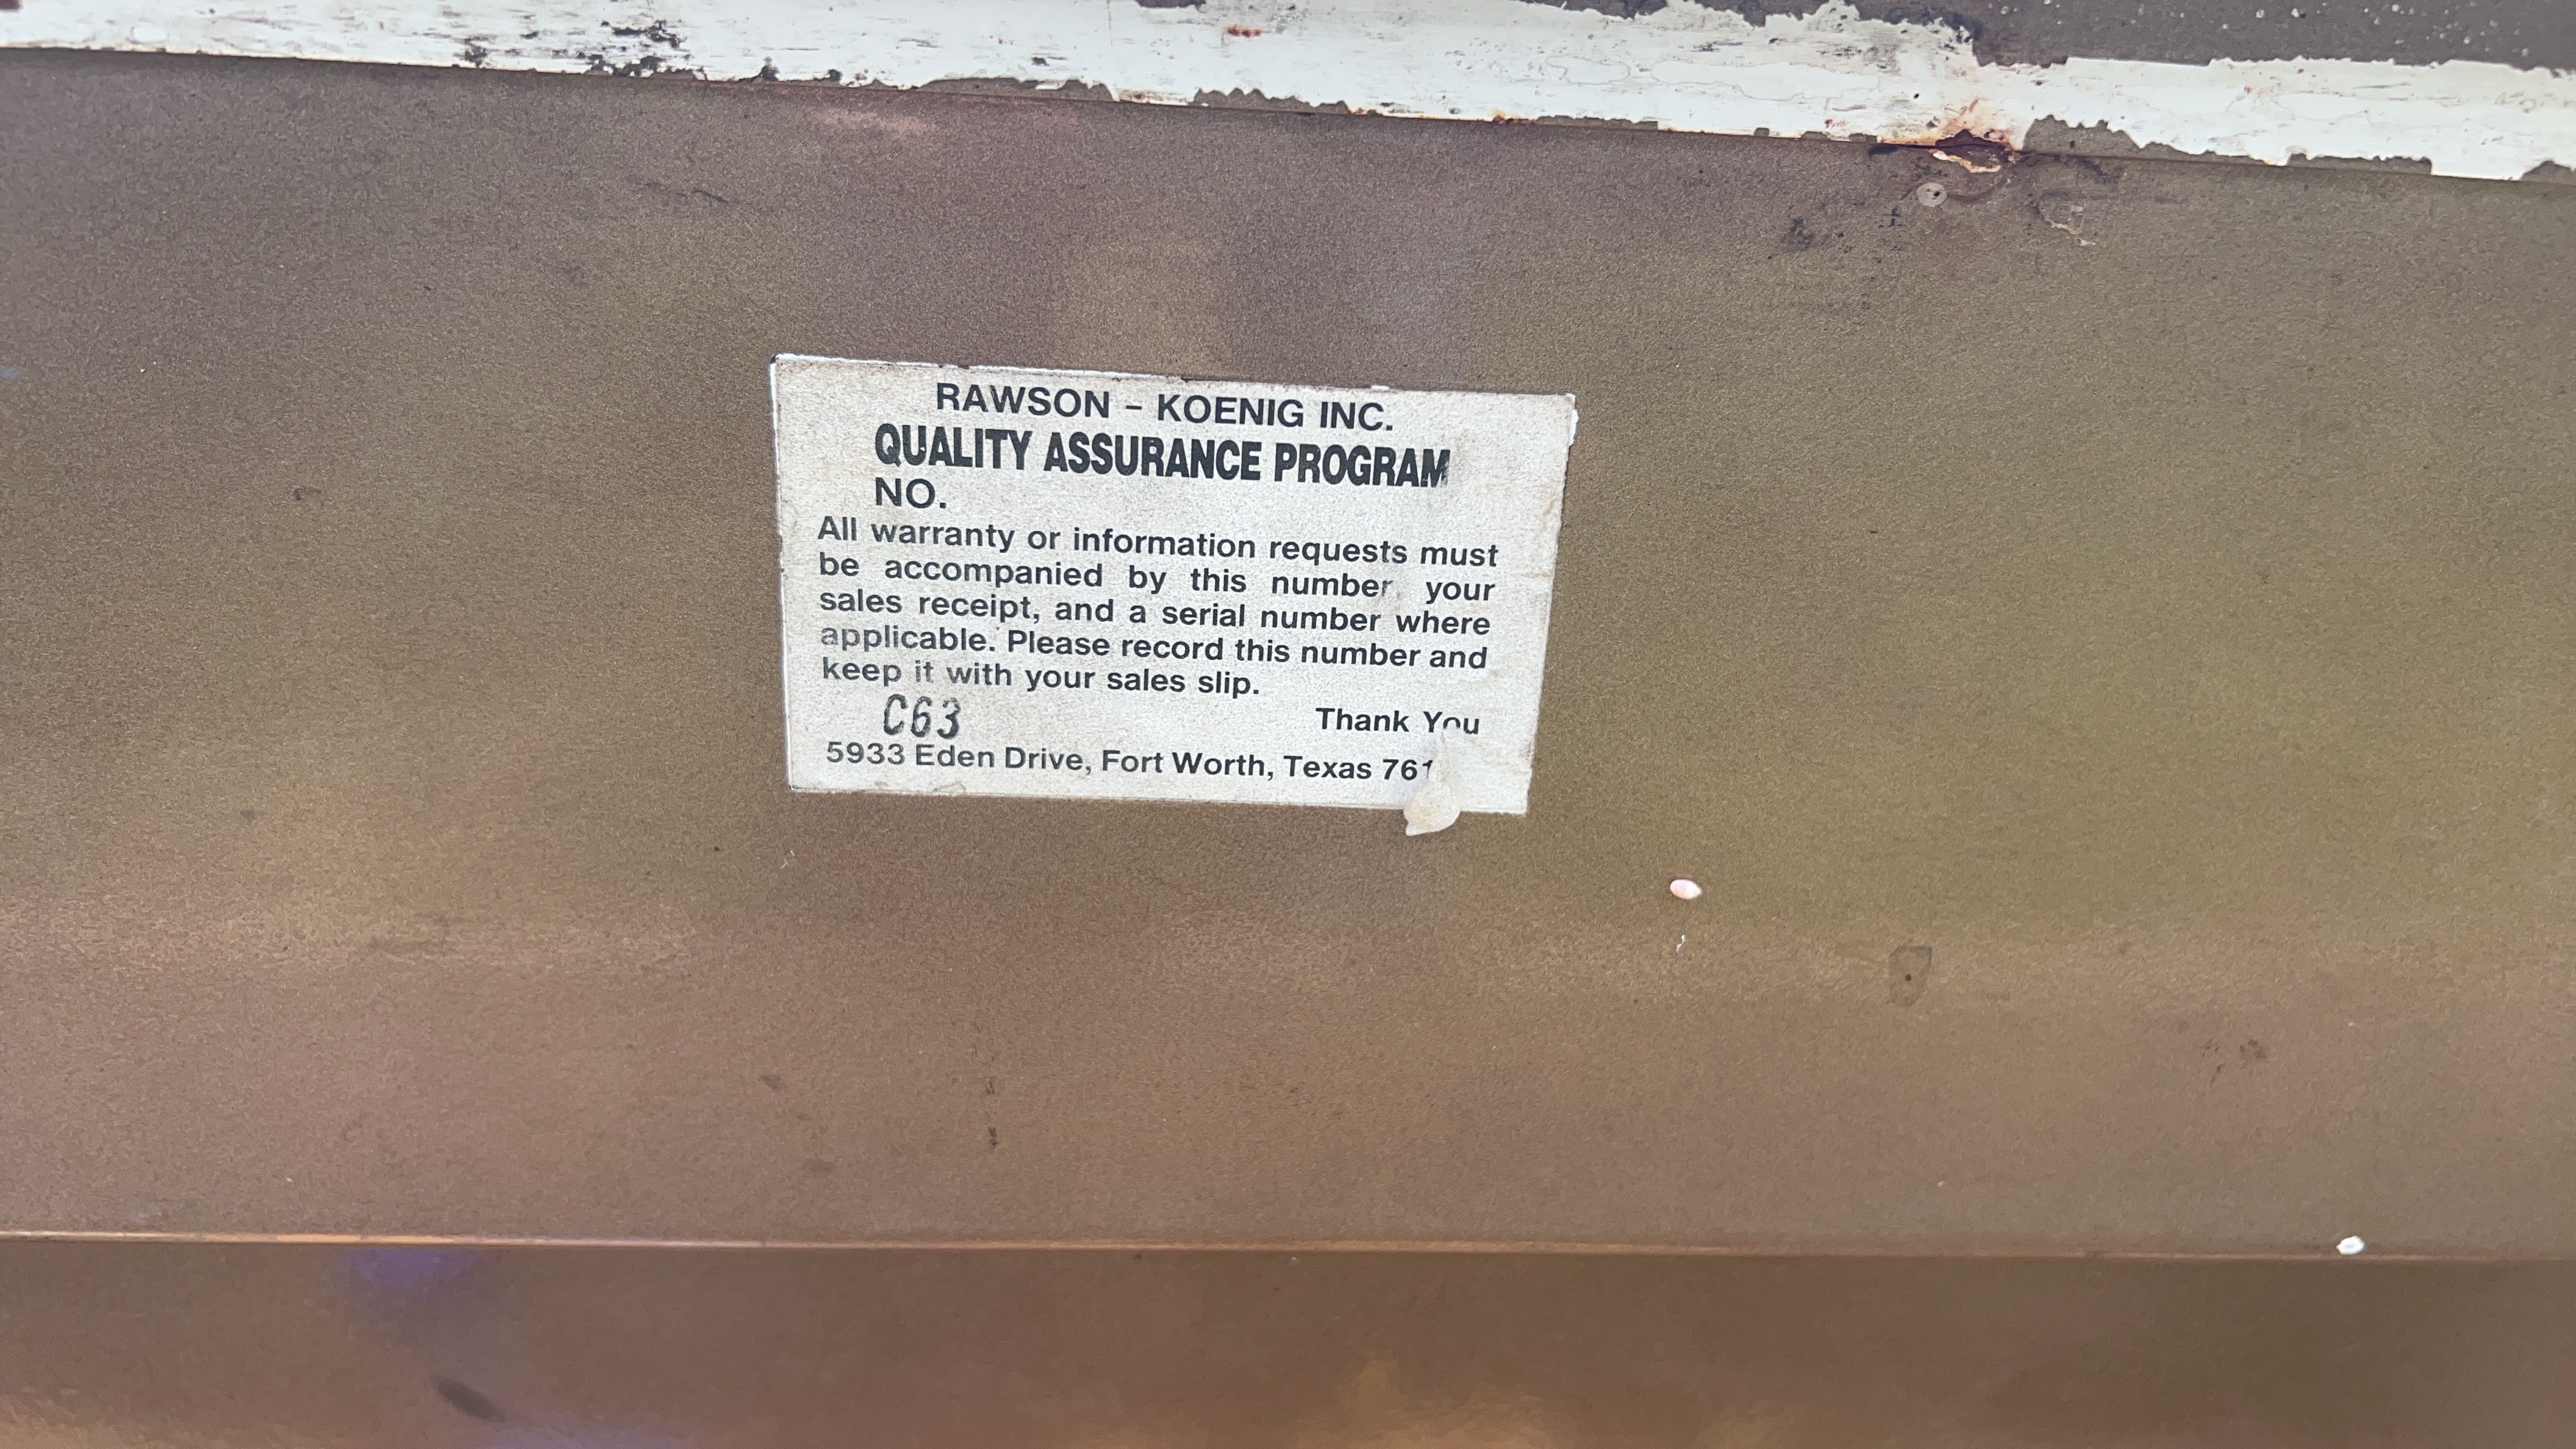 RAWSON – KOENIG INC.
QUALITY ASSURANCE PROGRAM
NO.
All warranty or information requests must
be accompanied by this number, your
sales receipt, and a serial number where
applicable. Please record this number and
keep it with your sales slip.
C63 Thank You
5933 Eden Drive, Fort Worth, Texas